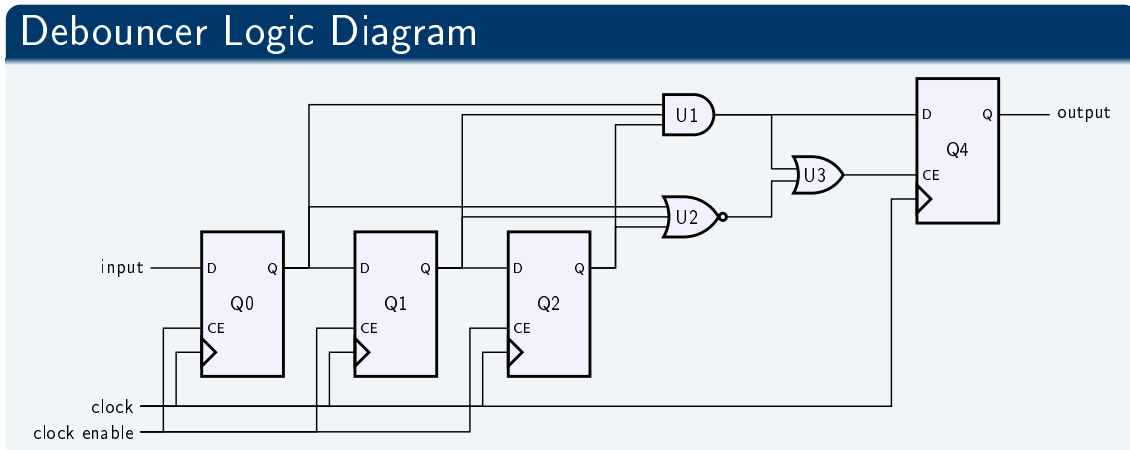 Debouncer Logic Diagram
U1
D Q output
Q4
U3
CE
U2
input D Q D Q D Q
Q0 Q1 Q2
CE CE CE
clock
clock enable